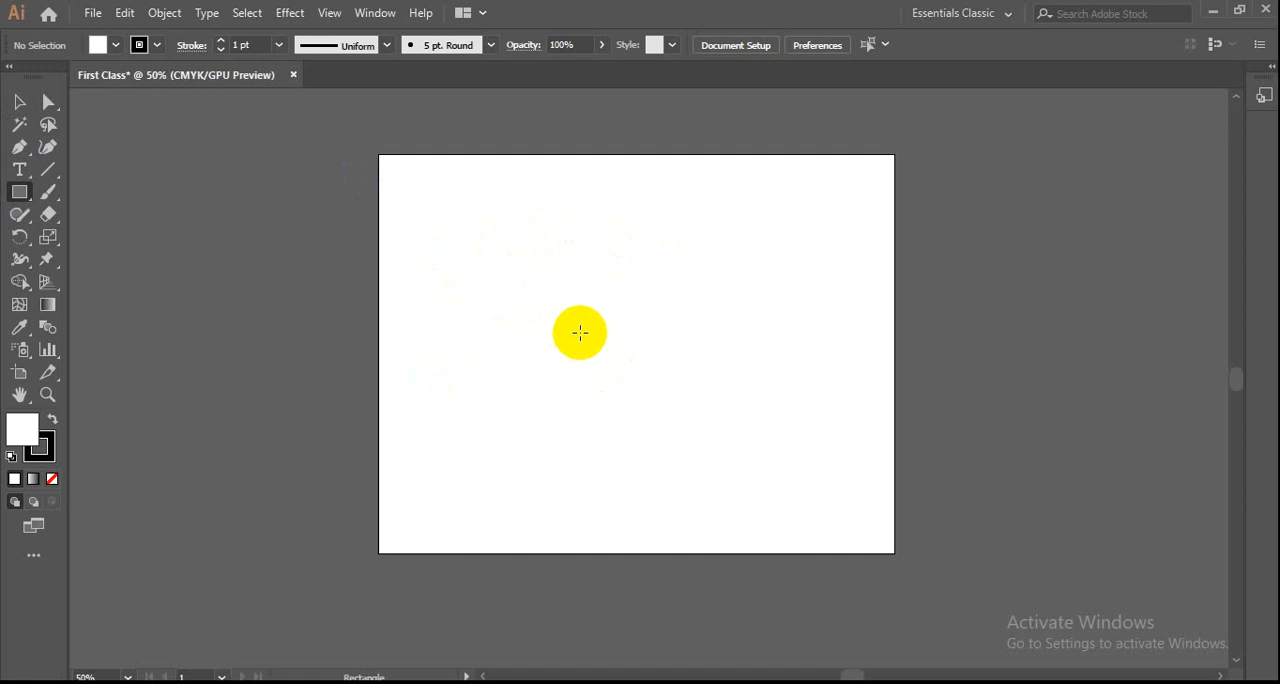 Ai File Edit Object Type Select Effect View Window Help Essentials Classic Search Adobe Stock
No Selection Stroke: 1 pt Uniform 5 pt. Round Opacity: 100% Style: Document Setup Preferences
First Class* @ 50% (CMYK/GPU Preview)
Activate Windows
Go to Settings to activate Windows.
50% 1 Rectangle